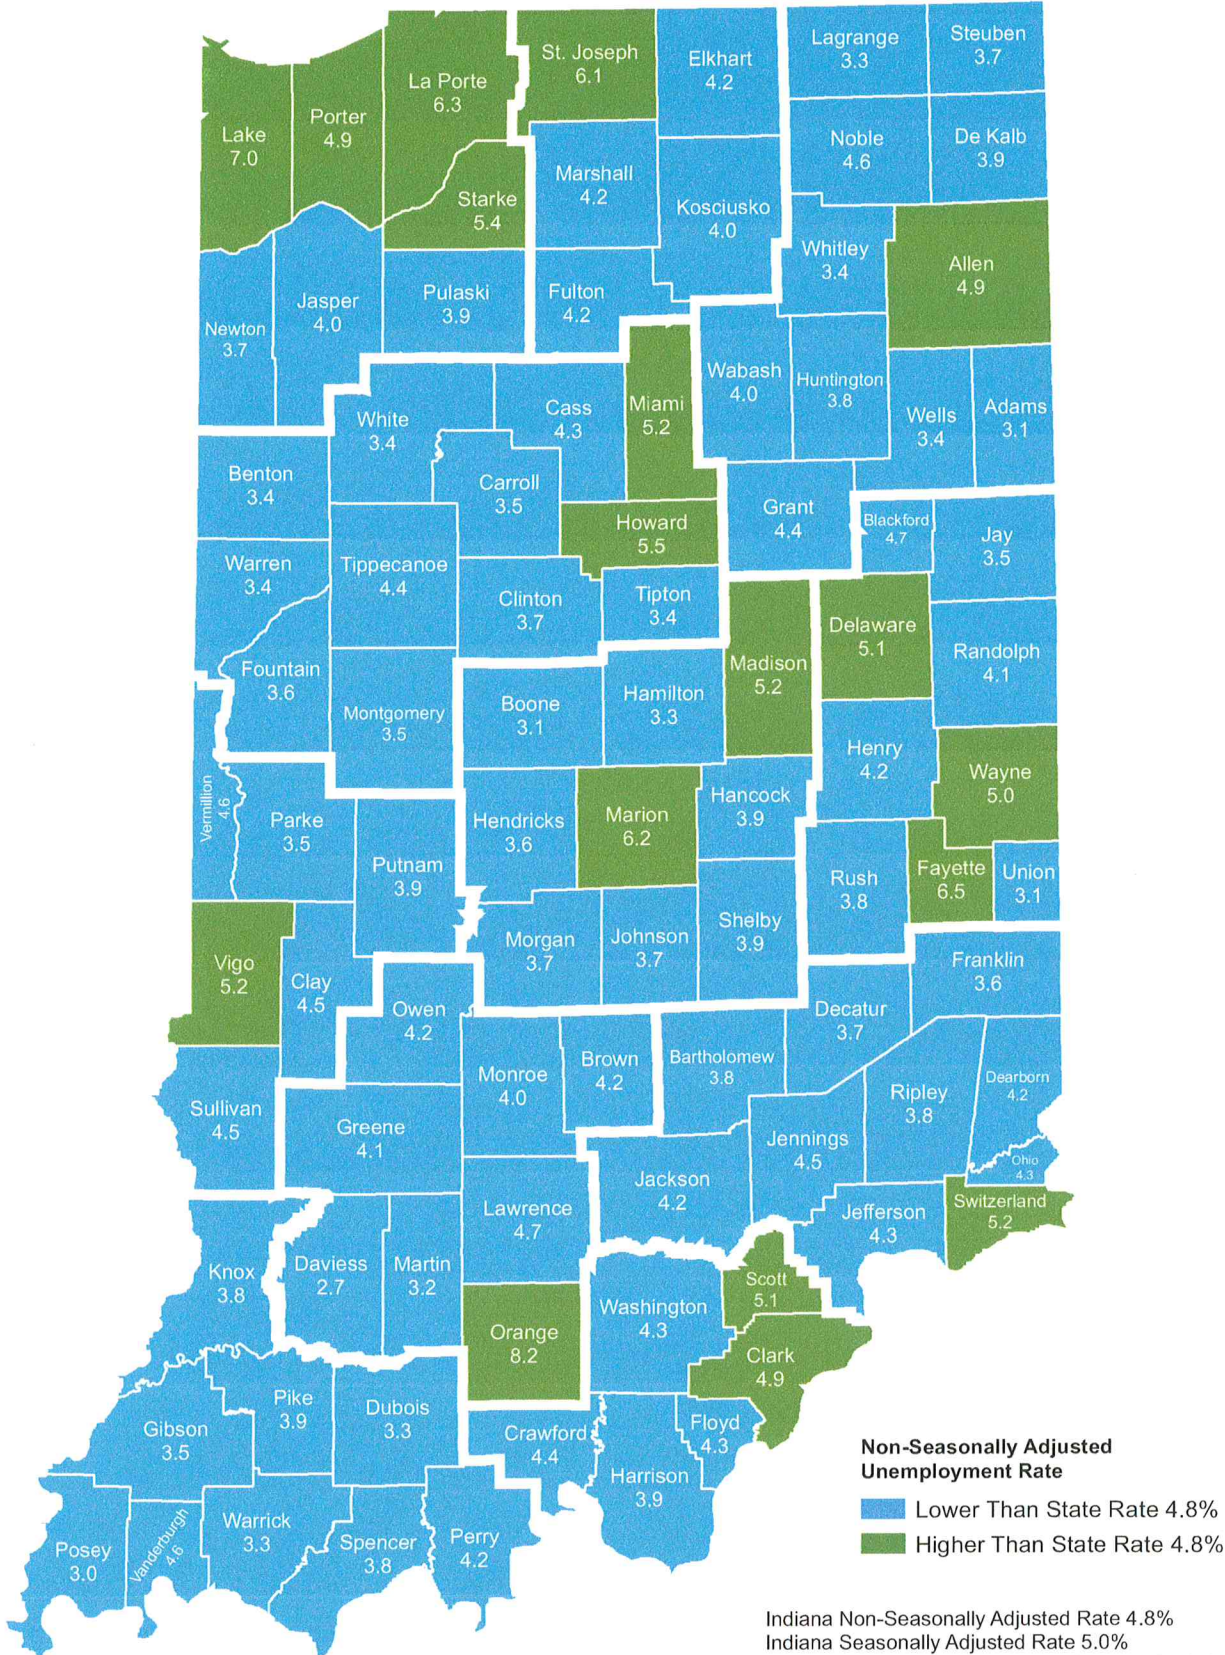 St. Joseph
6.1
Elkhart
4.2
Lagrange
3.3
Steuben
3.7
Lake
7.0
Porter
4.9
La Porte
6.3
Starke
5.4
Marshall
4.2
Kosciusko
4.0
Noble
4.6
De Kalb
3.9
Whitley
3.4
Allen
4.9
Newton
3.7
Jasper
4.0
Pulaski
3.9
Fulton
4.2
White
3.4
Cass
4.3
Miami
5.2
Wabash
4.0
Huntington
3.8
Wells
3.4
Adams
3.1
Benton
3.4
Carroll
3.5
Howard
5.5
Grant
4.4
Blackford
4.7
Jay
3.5
Warren
3.4
Tippecanoe
4.4
Clinton
3.7
Tipton
3.4
Madison
5.2
Delaware
5.1
Randolph
4.1
Fountain
3.6
Montgomery
3.5
Boone
3.1
Hamilton
3.3
Henry
4.2
Wayne
5.0
Vermillion
4.6
Parke
3.5
Putnam
3.9
Hendricks
3.6
Marion
6.2
Hancock
3.9
Rush
3.8
Fayette
6.5
Union
3.1
Vigo
5.2
Clay
4.5
Owen
4.2
Morgan
3.7
Johnson
3.7
Shelby
3.9
Franklin
3.6
Decatur
3.7
Sullivan
4.5
Greene
4.1
Monroe
4.0
Brown
4.2
Bartholomew
3.8
Jennings
4.5
Ripley
3.8
Dearborn
4.2
Ohio
4.3
Jackson
4.2
Jefferson
4.3
Switzerland
5.2
Knox
3.8
Daviess
2.7
Martin
3.2
Lawrence
4.7
Orange
8.2
Washington
4.3
Scott
5.1
Clark
4.9
Gibson
3.5
Pike
3.9
Dubois
3.3
Crawford
4.4
Harrison
3.9
Floyd
4.3
Posey
3.0
Vanderburgh
4.6
Warrick
3.3
Spencer
3.8
Perry
4.2
Non-Seasonally Adjusted
Unemployment Rate
Lower Than State Rate 4.8%
Higher Than State Rate 4.8%
Indiana Non-Seasonally Adjusted Rate 4.8%
Indiana Seasonally Adjusted Rate 5.0%